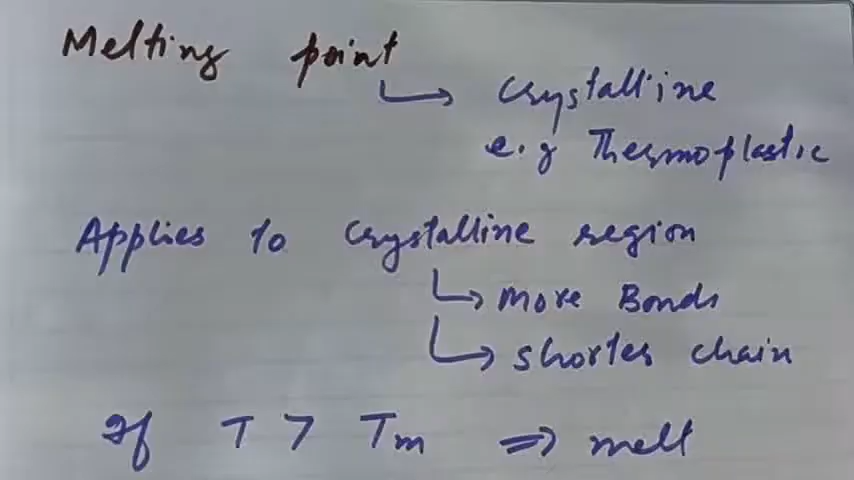 Melting point
↳ Crystalline
e.g Thermoplastic
Applies to Crystalline region
↳ More Bonds
↳ shorter chain
If T > Tm ⇒ melt